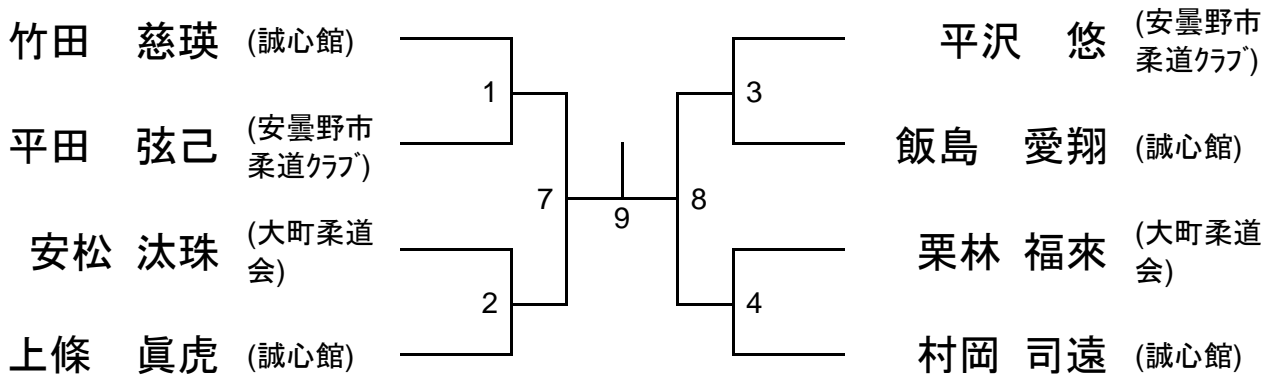 竹田　慈瑛 (誠心館)
平田　弦己 (安曇野市
柔道ｸﾗﾌﾞ)
安松 汰珠 (大町柔道
会)
上條　眞虎 (誠心館)
1
2
7
9
8
3
4
平沢　悠 (安曇野市
柔道ｸﾗﾌﾞ)
飯島　愛翔 (誠心館)
栗林 福來 (大町柔道
会)
村岡 司遠 (誠心館)